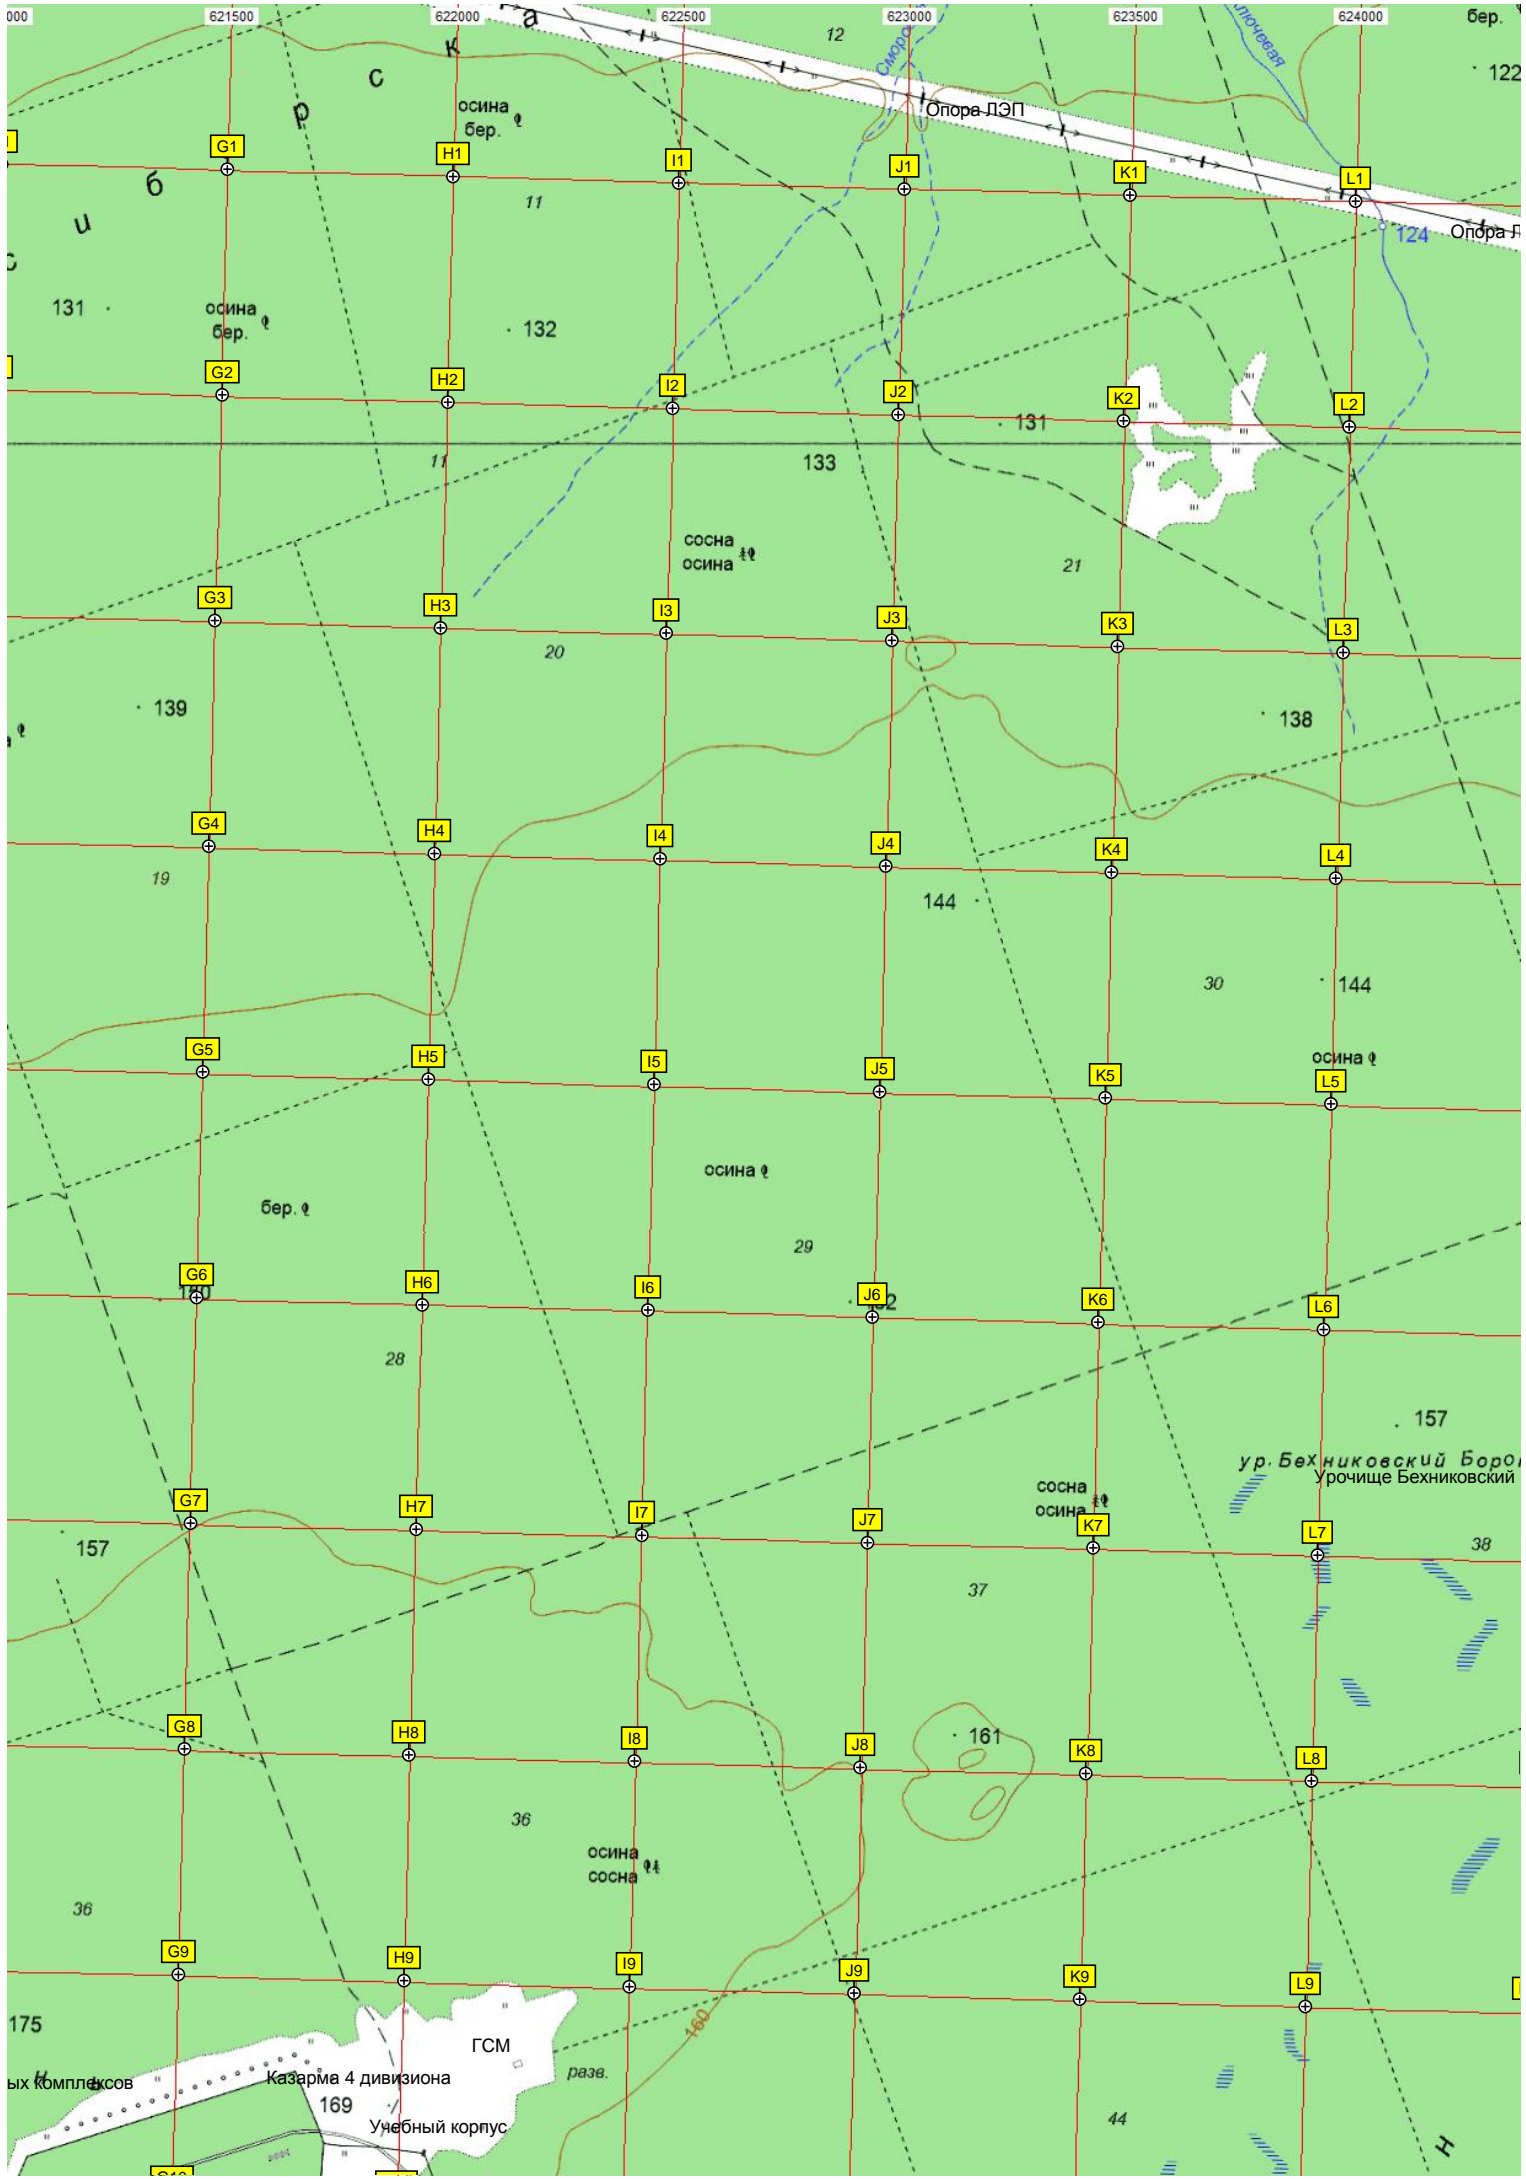 000
621500
622000
622500
623000
623500
624000
бер.
122
12
а
к
с
р
б
и
с
Сморо
лючевая
Опора ЛЭП
осина
бер.
G1
H1
I1
J1
K1
L1
11
124
Опора Л
131
осина
бер.
132
G2
H2
I2
J2
K2
L2
131
11
133
сосна
осина
21
G3
H3
I3
J3
K3
L3
20
139
138
G4
H4
I4
J4
K4
L4
19
144
30
144
осина
G5
H5
I5
J5
K5
L5
осина
бер.
29
G6
H6
I6
J6
K6
L6
28
157
ур. Бехниковский Боро
Урочище Бехниковский
сосна
осина
G7
H7
I7
J7
K7
L7
157
38
37
G8
H8
I8
J8
K8
L8
161
36
осина
сосна
36
G9
H9
I9
J9
K9
L9
175
160
ГСМ
разв.
ых комплексов
Казарма 4 дивизиона
169
Учебный корпус
44
н
G10